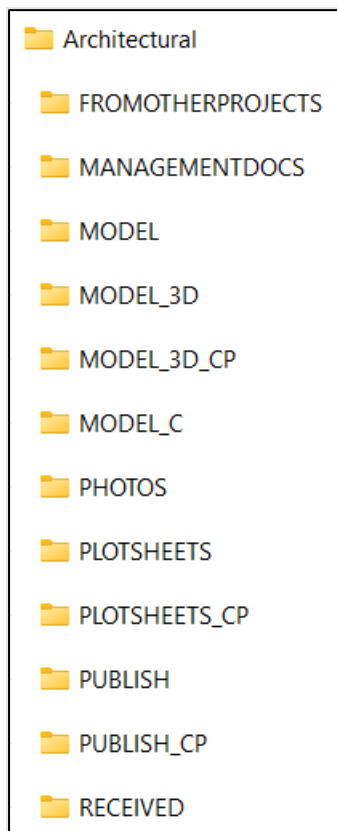 Architectural
FROMOTHERPROJECTS
MANAGEMENTDOCS
MODEL
MODEL_3D
MODEL_3D_CP
MODEL_C
PHOTOS
PLOTSHEETS
PLOTSHEETS_CP
PUBLISH
PUBLISH_CP
RECEIVED